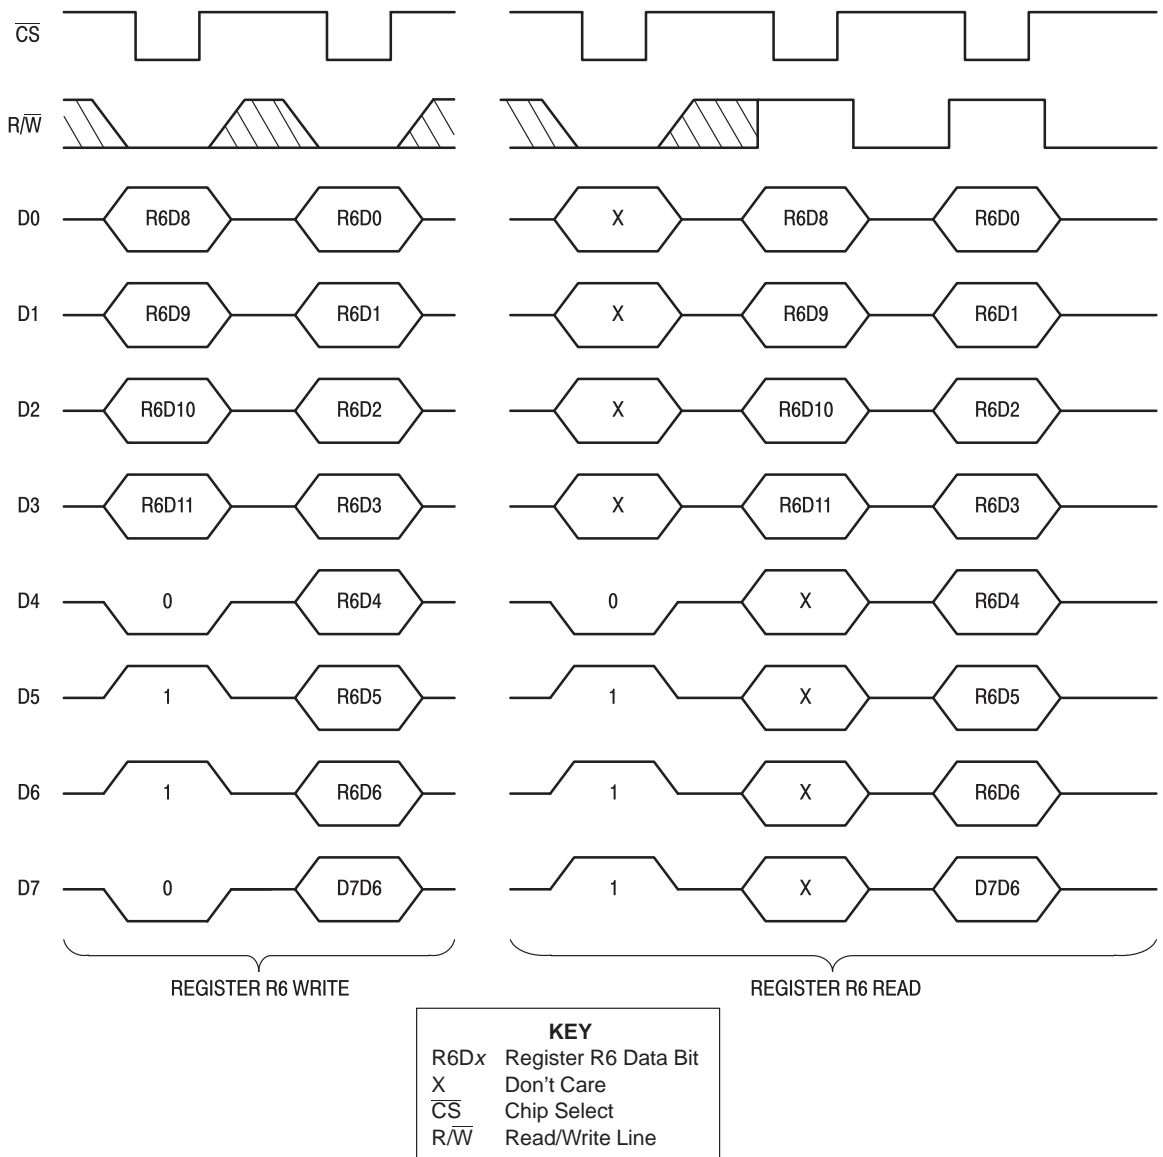 CS
R/W
D0 R6D8 R6D0 X R6D8 R6D0
D1 R6D9 R6D1 X R6D9 R6D1
D2 R6D10 R6D2 X R6D10 R6D2
D3 R6D11 R6D3 X R6D11 R6D3
D4 0 R6D4 0 X R6D4
D5 1 R6D5 1 X R6D5
D6 1 R6D6 1 X R6D6
D7 0 D7D6 1 X D7D6
REGISTER R6 WRITE REGISTER R6 READ
KEY
R6Dx Register R6 Data Bit
X Don't Care
CS Chip Select
R/W Read/Write Line